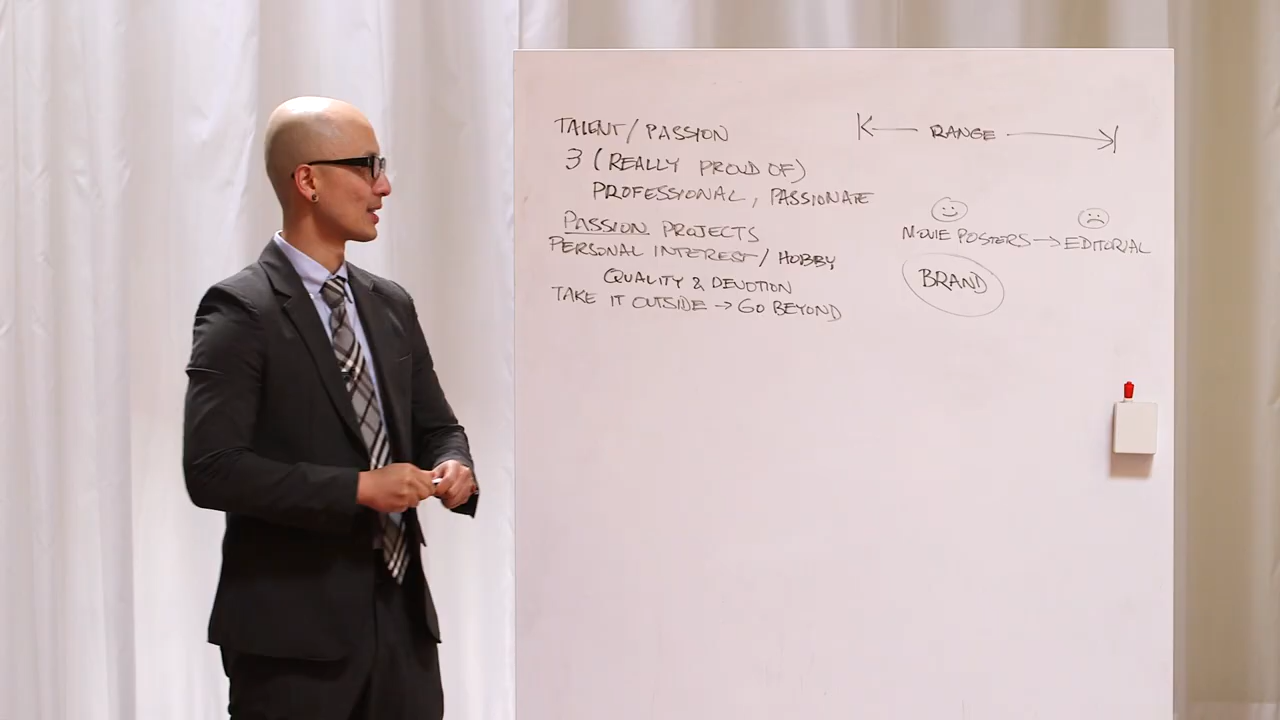 TALENT/PASSION
3 (REALLY PROUD OF)
PROFESSIONAL, PASSIONATE
PASSION PROJECTS
PERSONAL INTEREST/HOBBY
QUALITY & DEVOTION
TAKE IT OUTSIDE → GO BEYOND
RANGE
MOVIE POSTERS → EDITORIAL
BRAND